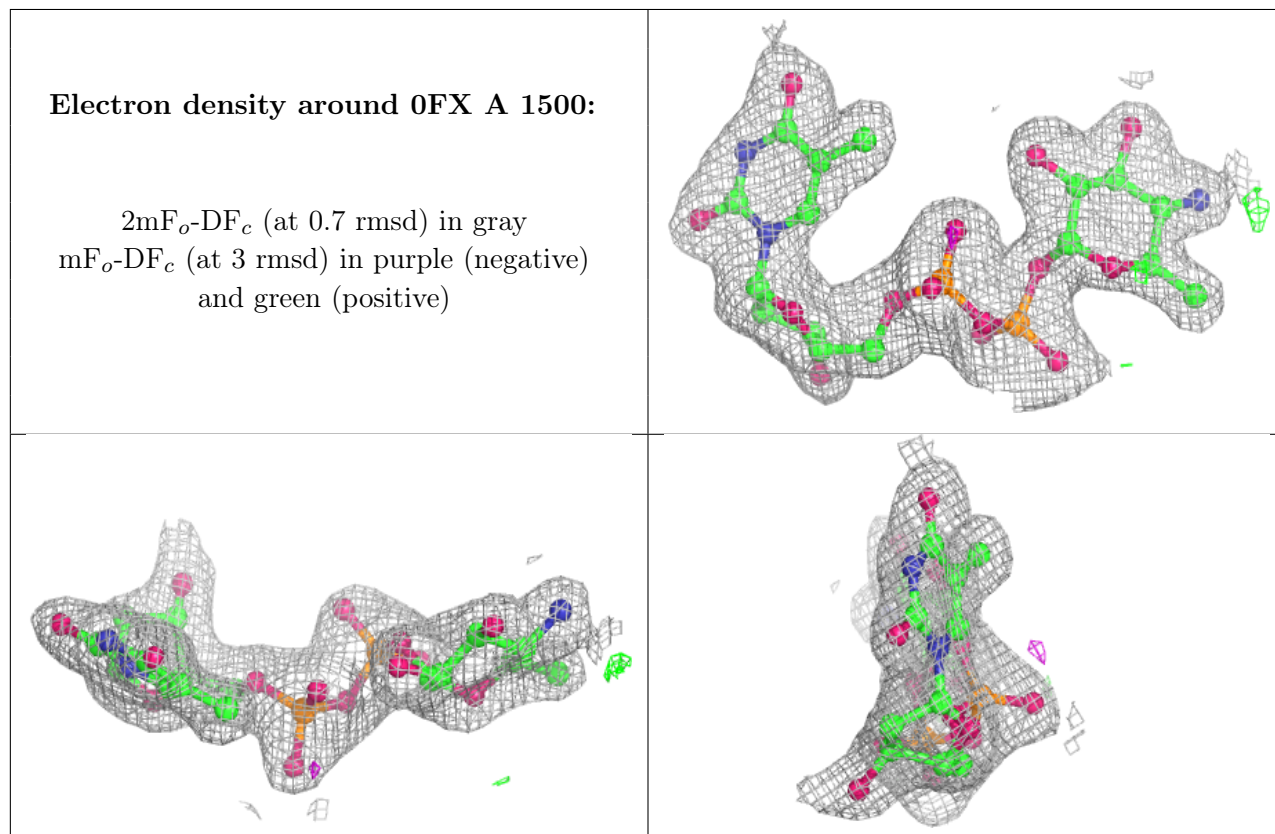 Electron density around 0FX A 1500:
2mFo-DFc (at 0.7 rmsd) in gray
mFo-DFc (at 3 rmsd) in purple (negative)
and green (positive)